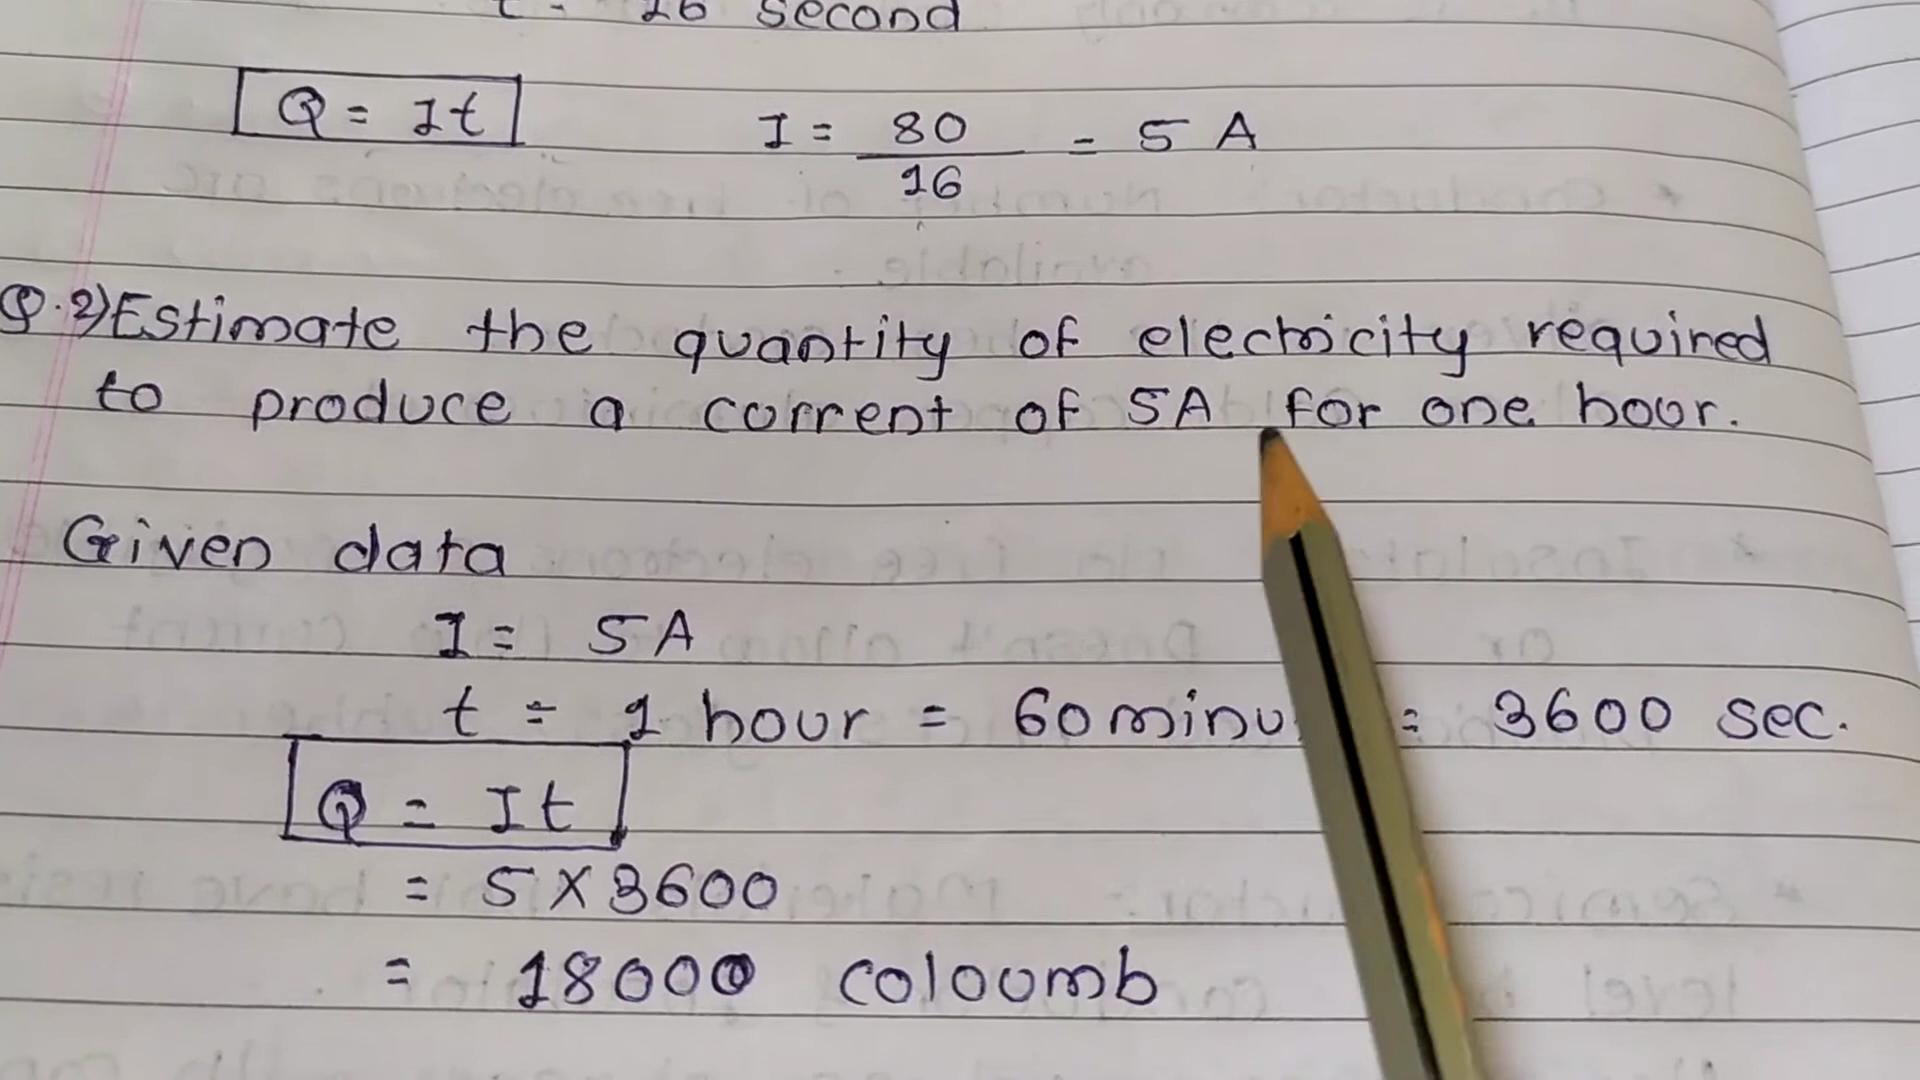 t = 16 second
Q = It I = 80/16 = 5 A
Q.2) Estimate the quantity of electricity required
to produce a current of 5A for one hour.
Given data
I = 5A
t = 1 hour = 60 minu = 3600 sec.
Q = It
= 5 × 3600
= 18000 coloumb